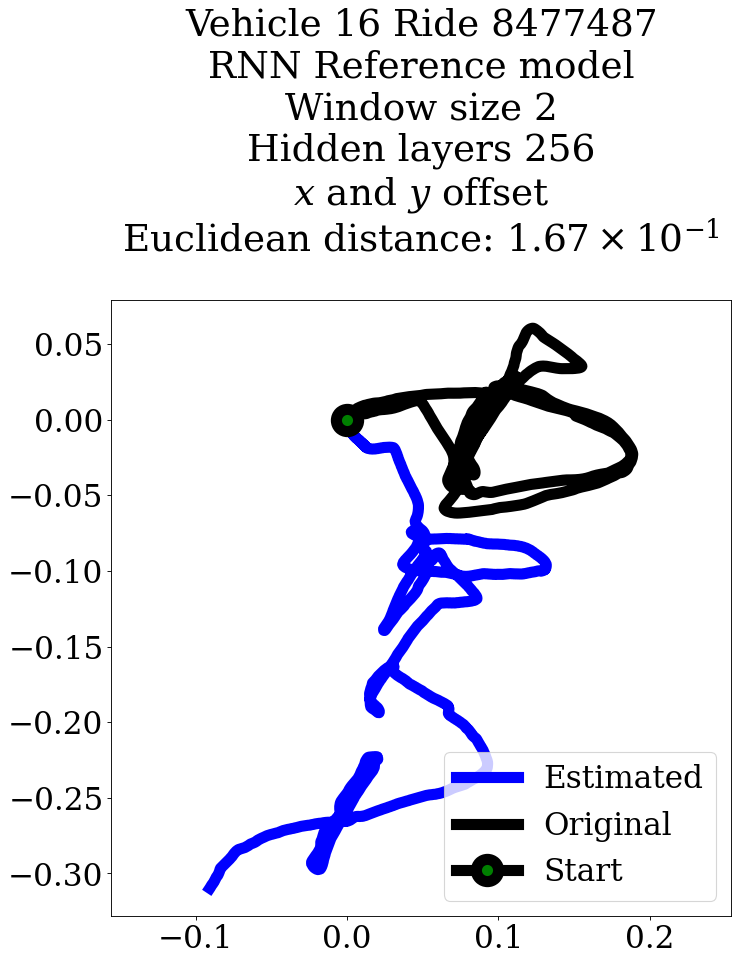 Vehicle 16 Ride 8477487
RNN Reference model
Window size 2
Hidden layers 256
x and y offset
Euclidean distance: 1.67 × 10⁻¹
0.05
0.00
−0.05
−0.10
−0.15
−0.20
−0.25
−0.30
Estimated
Original
Start
−0.1 0.0 0.1 0.2